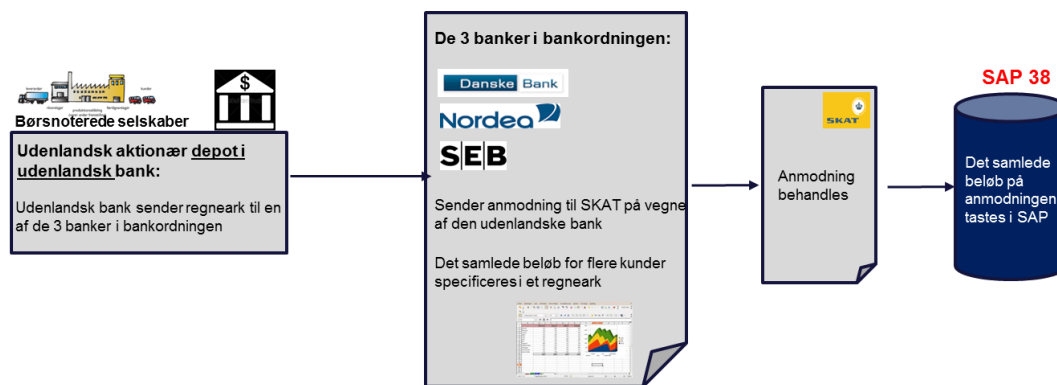 Børsnoterede selskaber
Udenlandsk aktionær depot i
udenlandsk bank:
Udenlandsk bank sender regneark til en
af de 3 banker i bankordningen
De 3 banker i bankordningen:
Danske Bank
Nordea
SEB
Sender anmodning til SKAT på vegne
af den udenlandske bank
Det samlede beløb for flere kunder
specificeres i et regneark
SKAT
Anmodning
behandles
SAP 38
Det samlede
beløb på
anmodningen
tastes i SAP